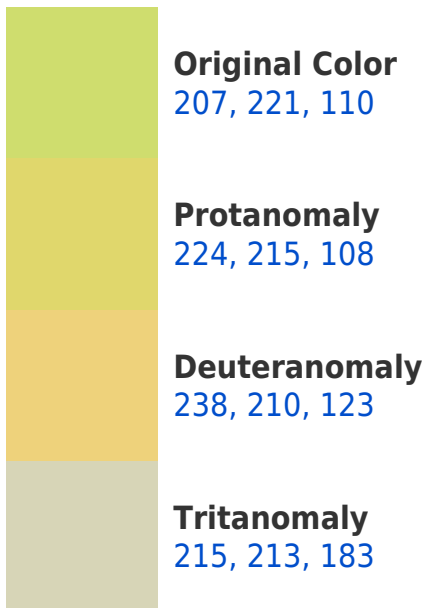 Original Color
207, 221, 110
Protanomaly
224, 215, 108
Deuteranomaly
238, 210, 123
Tritanomaly
215, 213, 183